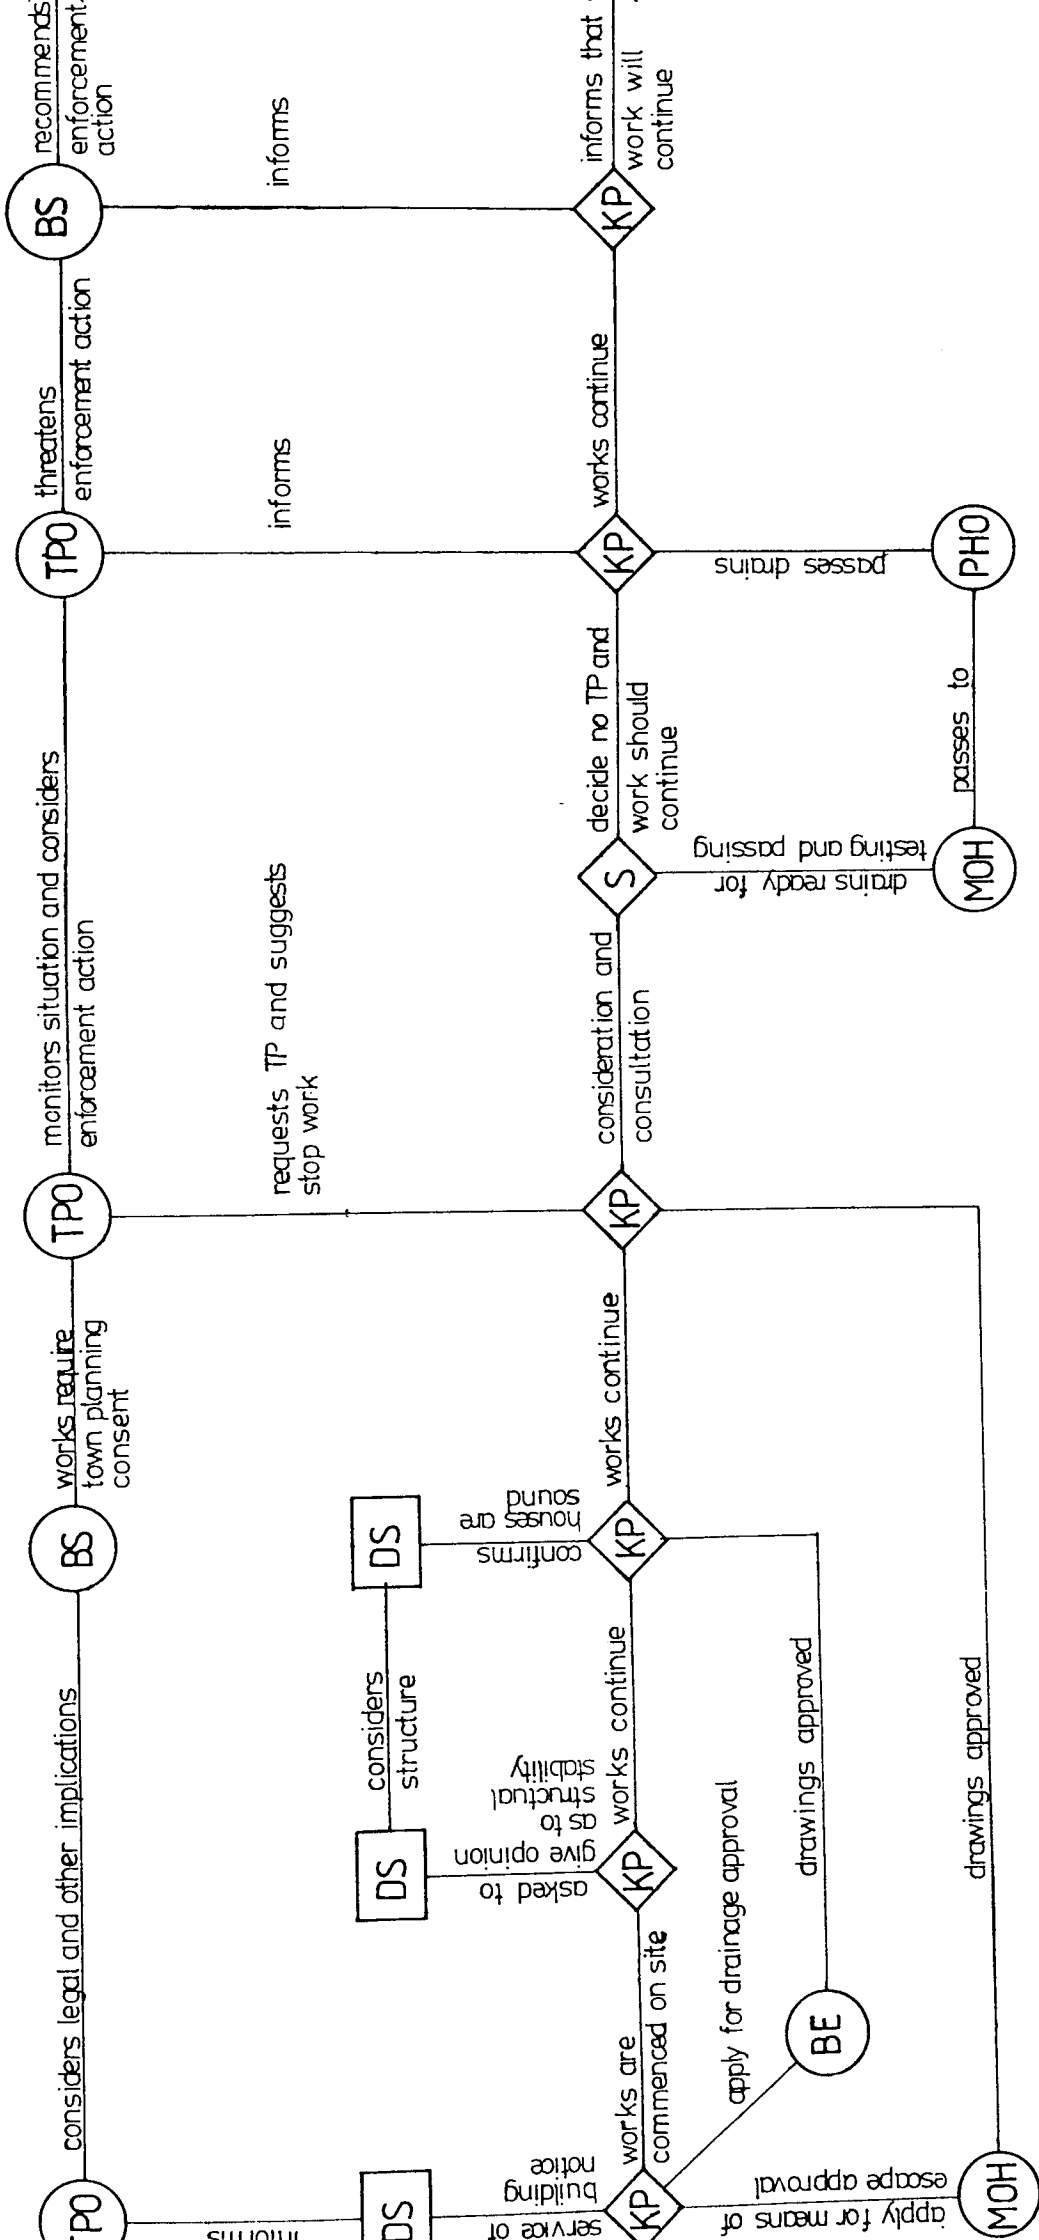 TPO
considers legal and other implications
BS
works require
town planning
consent
TPO
monitors situation and considers
enforcement action
TPO
threatens
enforcement action
BS
recommends
enforcement
action
informs
DS
DS
considers
structure
DS
requests TP and suggests
stop work
informs
informs
service of
building
notice
asked to
give opinion
as to
structual
stability
confirms
houses are
sound
KP
works are
commenced on site
KP
works continue
KP
works continue
KP
consideration and
consultation
S
decide no TP and
work should
continue
KP
works continue
KP
informs that
work will
continue
apply for means of
escape approval
apply for drainage approval
BE
drawings approved
MOH
drawings approved
drains ready for
testing and passing
MOH
passes to
PHO
passes drains